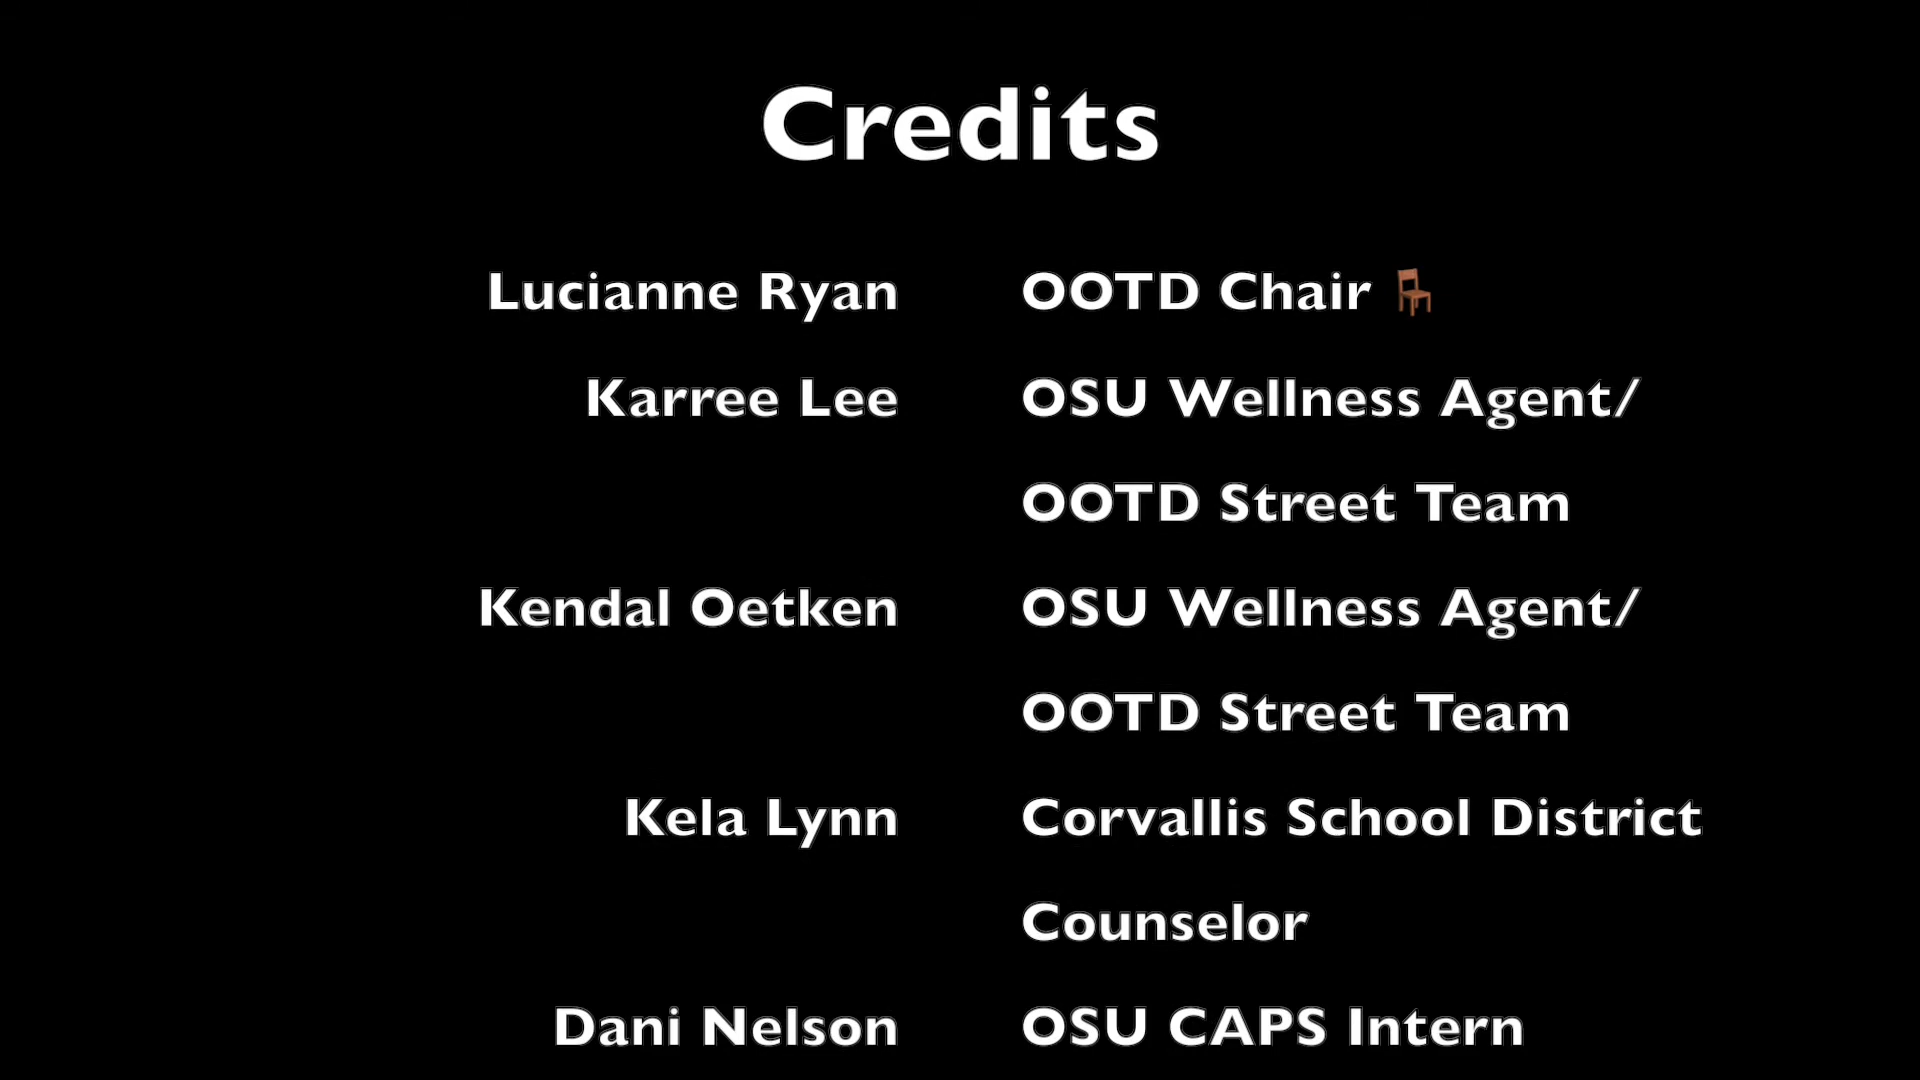 Credits
Lucianne Ryan OOTD Chair 🪑
Karree Lee OSU Wellness Agent/
OOTD Street Team
Kendal Oetken OSU Wellness Agent/
OOTD Street Team
Kela Lynn Corvallis School District
Counselor
Dani Nelson OSU CAPS Intern